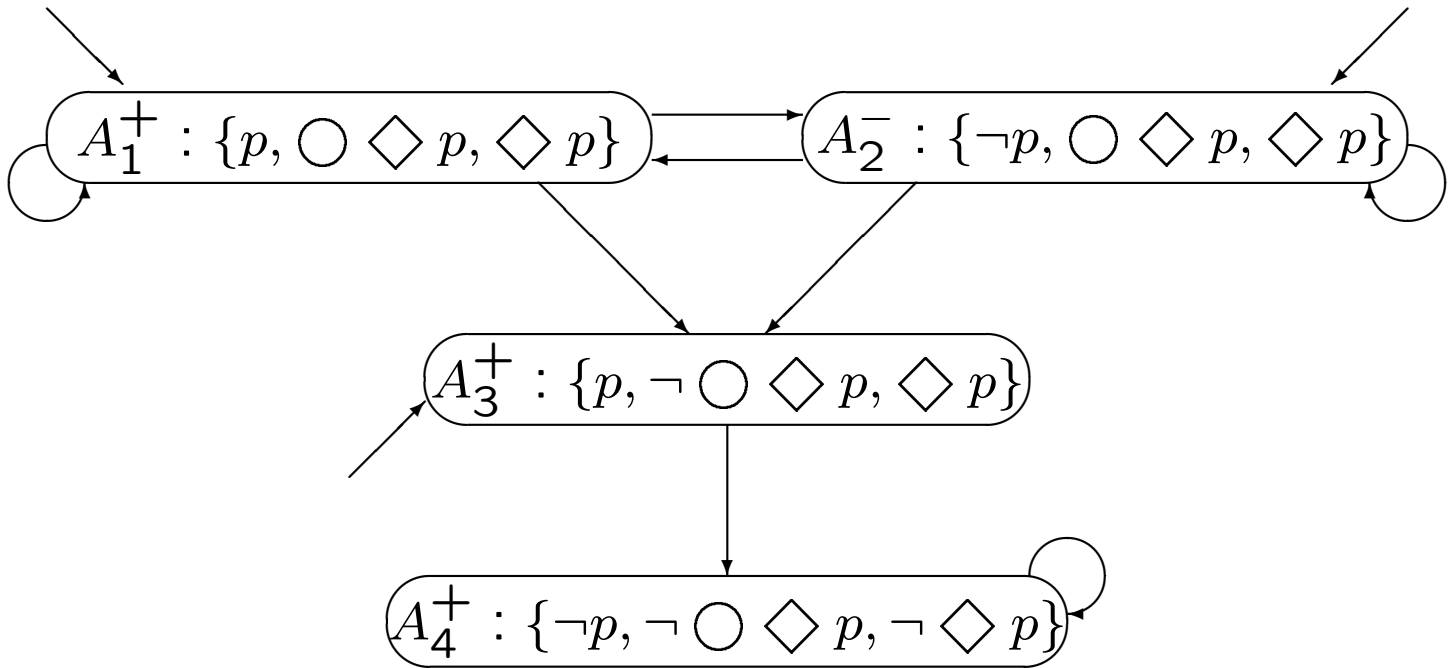 A₁⁺ : {p, ◯ ◇ p, ◇ p}
A₂⁻ : {¬p, ◯ ◇ p, ◇ p}
A₃⁺ : {p, ¬ ◯ ◇ p, ◇ p}
A₄⁺ : {¬p, ¬ ◯ ◇ p, ¬ ◇ p}